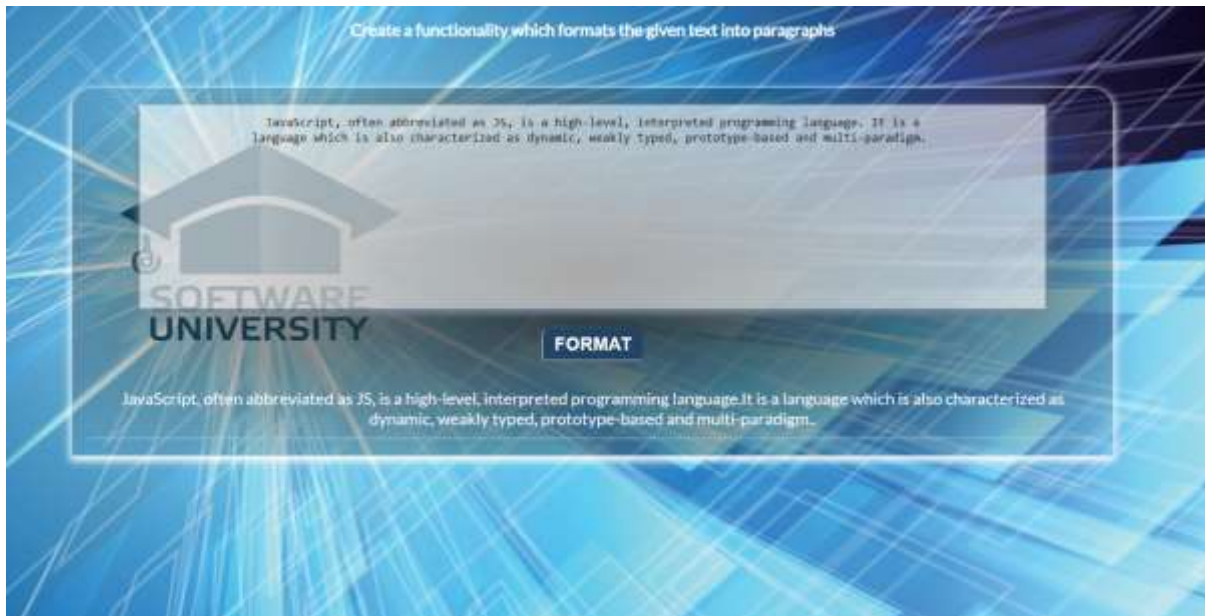 Create a functionality which formats the given text into paragraphs
JavaScript, often abbreviated as JS, is a high-level, interpreted programming language. It is a
language which is also characterized as dynamic, weakly typed, prototype-based and multi-paradigm.
SOFTWARE
UNIVERSITY
FORMAT
JavaScript, often abbreviated as JS, is a high-level, interpreted programming language.It is a language which is also characterized as
dynamic, weakly typed, prototype-based and multi-paradigm..